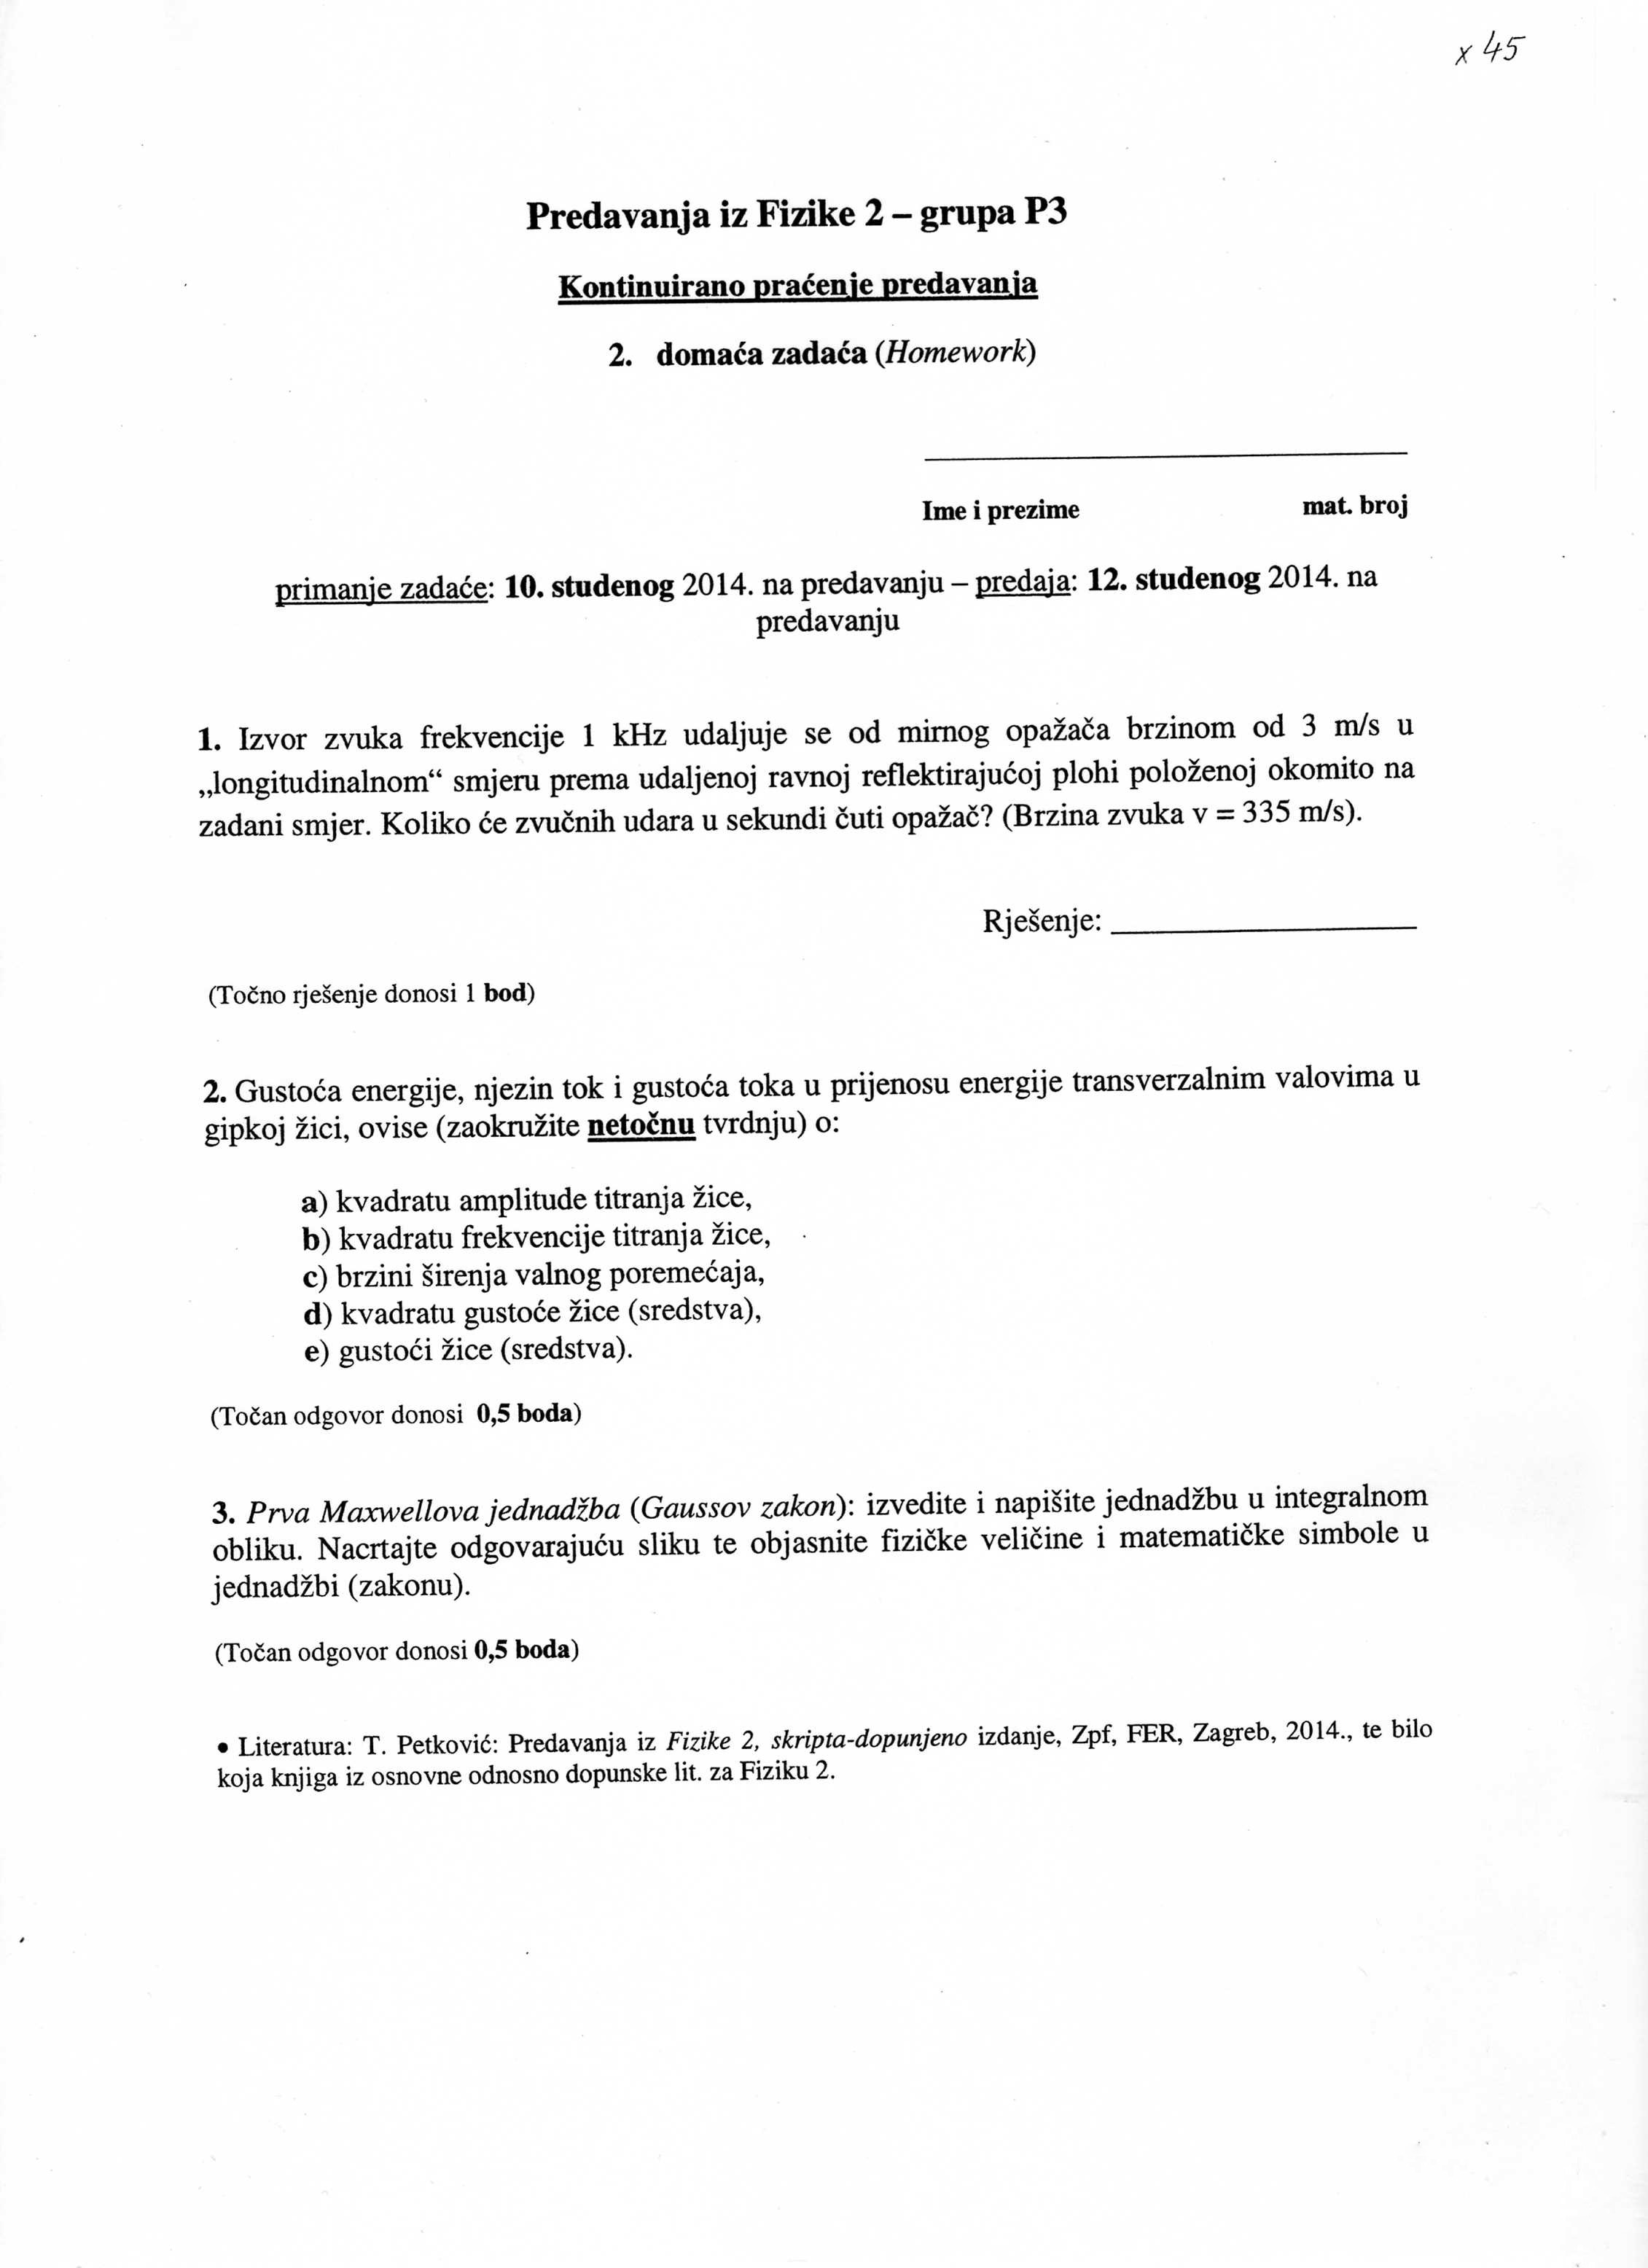 x 45
Predavanja iz Fizike 2 – grupa P3
Kontinuirano praćenje predavanja
2. domaća zadaća (Homework)
Ime i prezime mat. broj
primanje zadaće: 10. studenog 2014. na predavanju – predaja: 12. studenog 2014. na
predavanju
1. Izvor zvuka frekvencije 1 kHz udaljuje se od mirnog opažača brzinom od 3 m/s u
„longitudinalnom“ smjeru prema udaljenoj ravnoj reflektirajućoj plohi položenoj okomito na
zadani smjer. Koliko će zvučnih udara u sekundi čuti opažač? (Brzina zvuka v = 335 m/s).
Rješenje:
(Točno rješenje donosi 1 bod)
2. Gustoća energije, njezin tok i gustoća toka u prijenosu energije transverzalnim valovima u
gipkoj žici, ovise (zaokružite netočnu tvrdnju) o:
a) kvadratu amplitude titranja žice,
b) kvadratu frekvencije titranja žice,
c) brzini širenja valnog poremećaja,
d) kvadratu gustoće žice (sredstva),
e) gustoći žice (sredstva).
(Točan odgovor donosi 0,5 boda)
3. Prva Maxwellova jednadžba (Gaussov zakon): izvedite i napišite jednadžbu u integralnom
obliku. Nacrtajte odgovarajuću sliku te objasnite fizičke veličine i matematičke simbole u
jednadžbi (zakonu).
(Točan odgovor donosi 0,5 boda)
• Literatura: T. Petković: Predavanja iz Fizike 2, skripta-dopunjeno izdanje, Zpf, FER, Zagreb, 2014., te bilo
koja knjiga iz osnovne odnosno dopunske lit. za Fiziku 2.